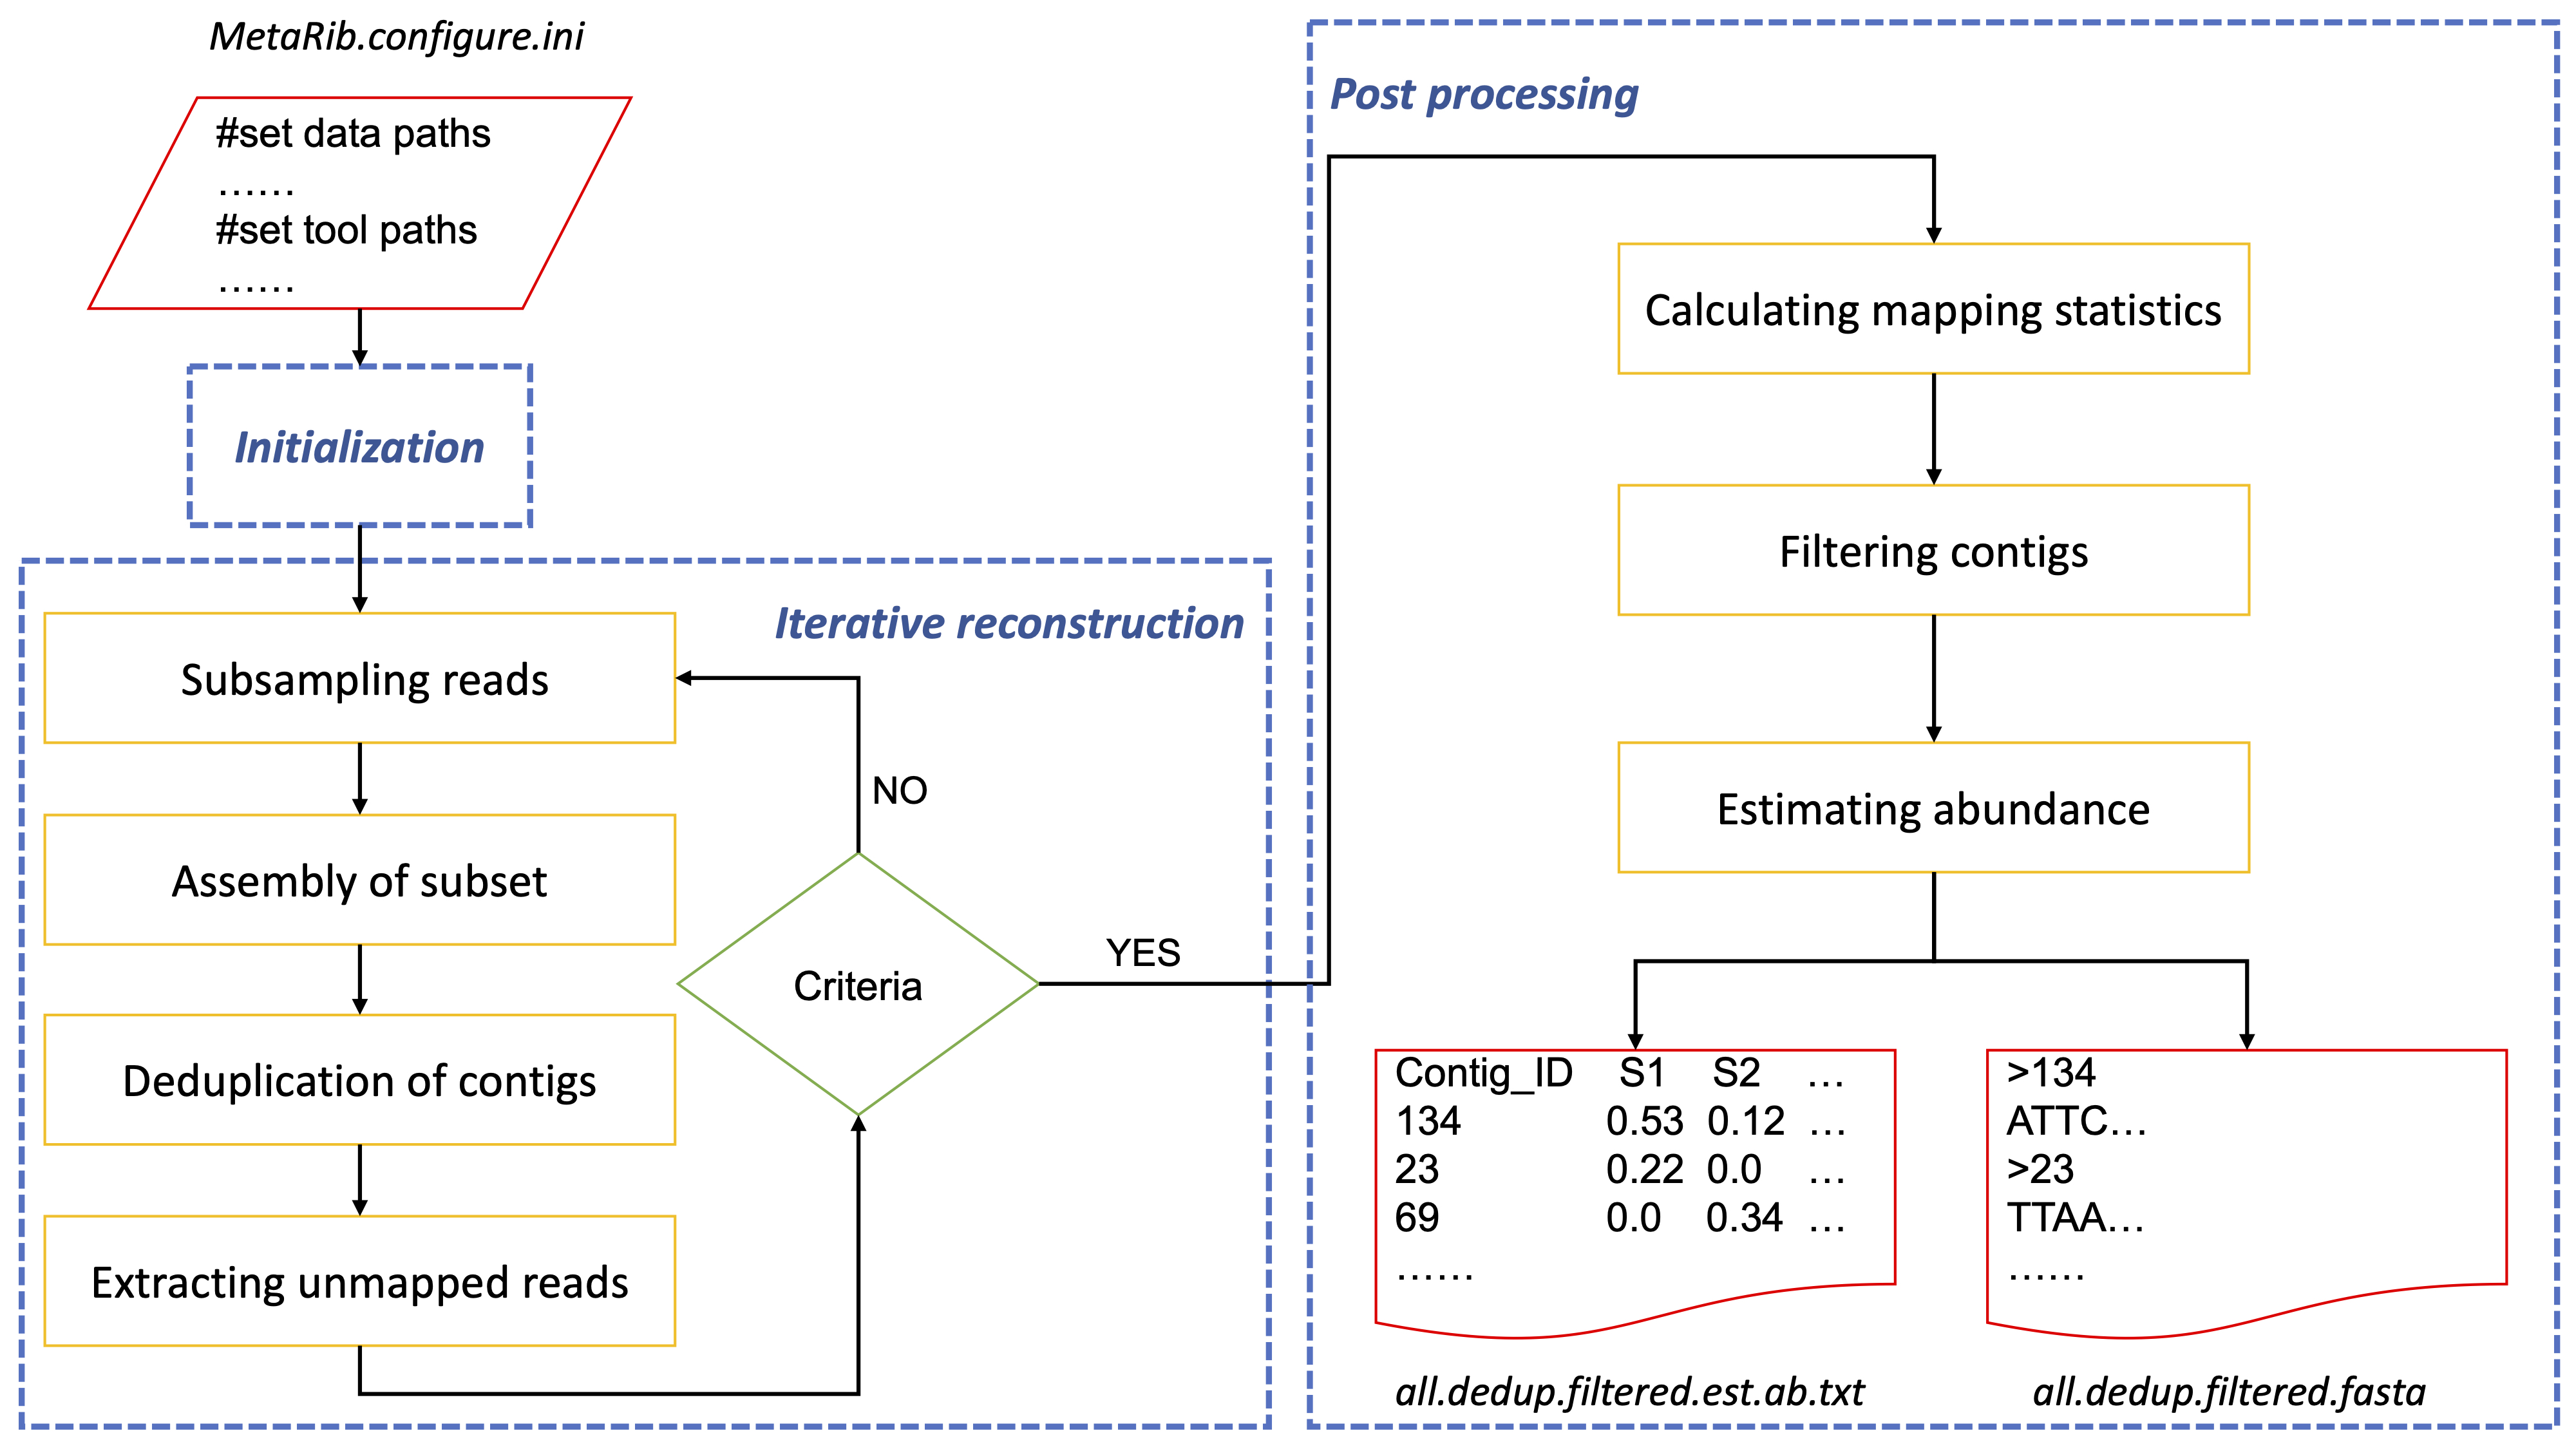 MetaRib.configure.ini
#set data paths
......
#set tool paths
......
Initialization
Iterative reconstruction
Subsampling reads
Assembly of subset
Deduplication of contigs
Extracting unmapped reads
NO
Criteria
YES
Post processing
Calculating mapping statistics
Filtering contigs
Estimating abundance
Contig_ID S1 S2 ...
134 0.53 0.12 ...
23 0.22 0.0 ...
69 0.0 0.34 ...
......
all.dedup.filtered.est.ab.txt
>134
ATTC...
>23
TTAA...
......
all.dedup.filtered.fasta